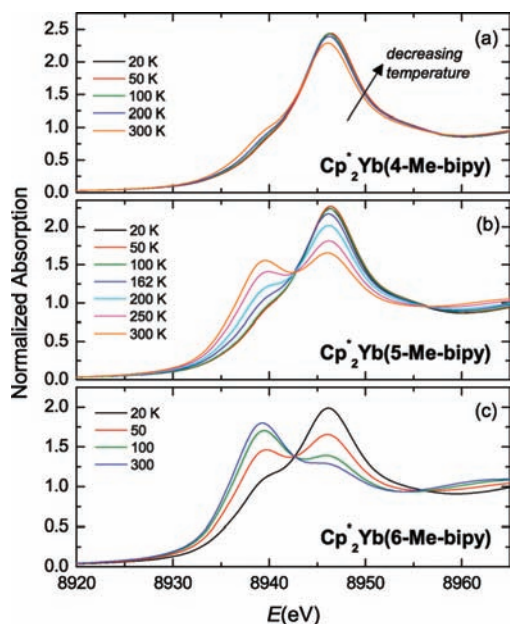 2.5
(a)
20 K
decreasing
2.0
50 K
temperature
100 K
1.5
200 K
300 K
1.0
0.5
Cp*2Yb(4-Me-bipy)
0.0
(b)
20 K
2.0
50 K
100 K
1.5
162 K
200 K
1.0
250 K
300 K
0.5
Cp*2Yb(5-Me-bipy)
0.0
Normalized Absorption
(c)
20 K
2.0
50
100
1.5
300
1.0
0.5
Cp*2Yb(6-Me-bipy)
0.0
8920 8930 8940 8950 8960
E(eV)